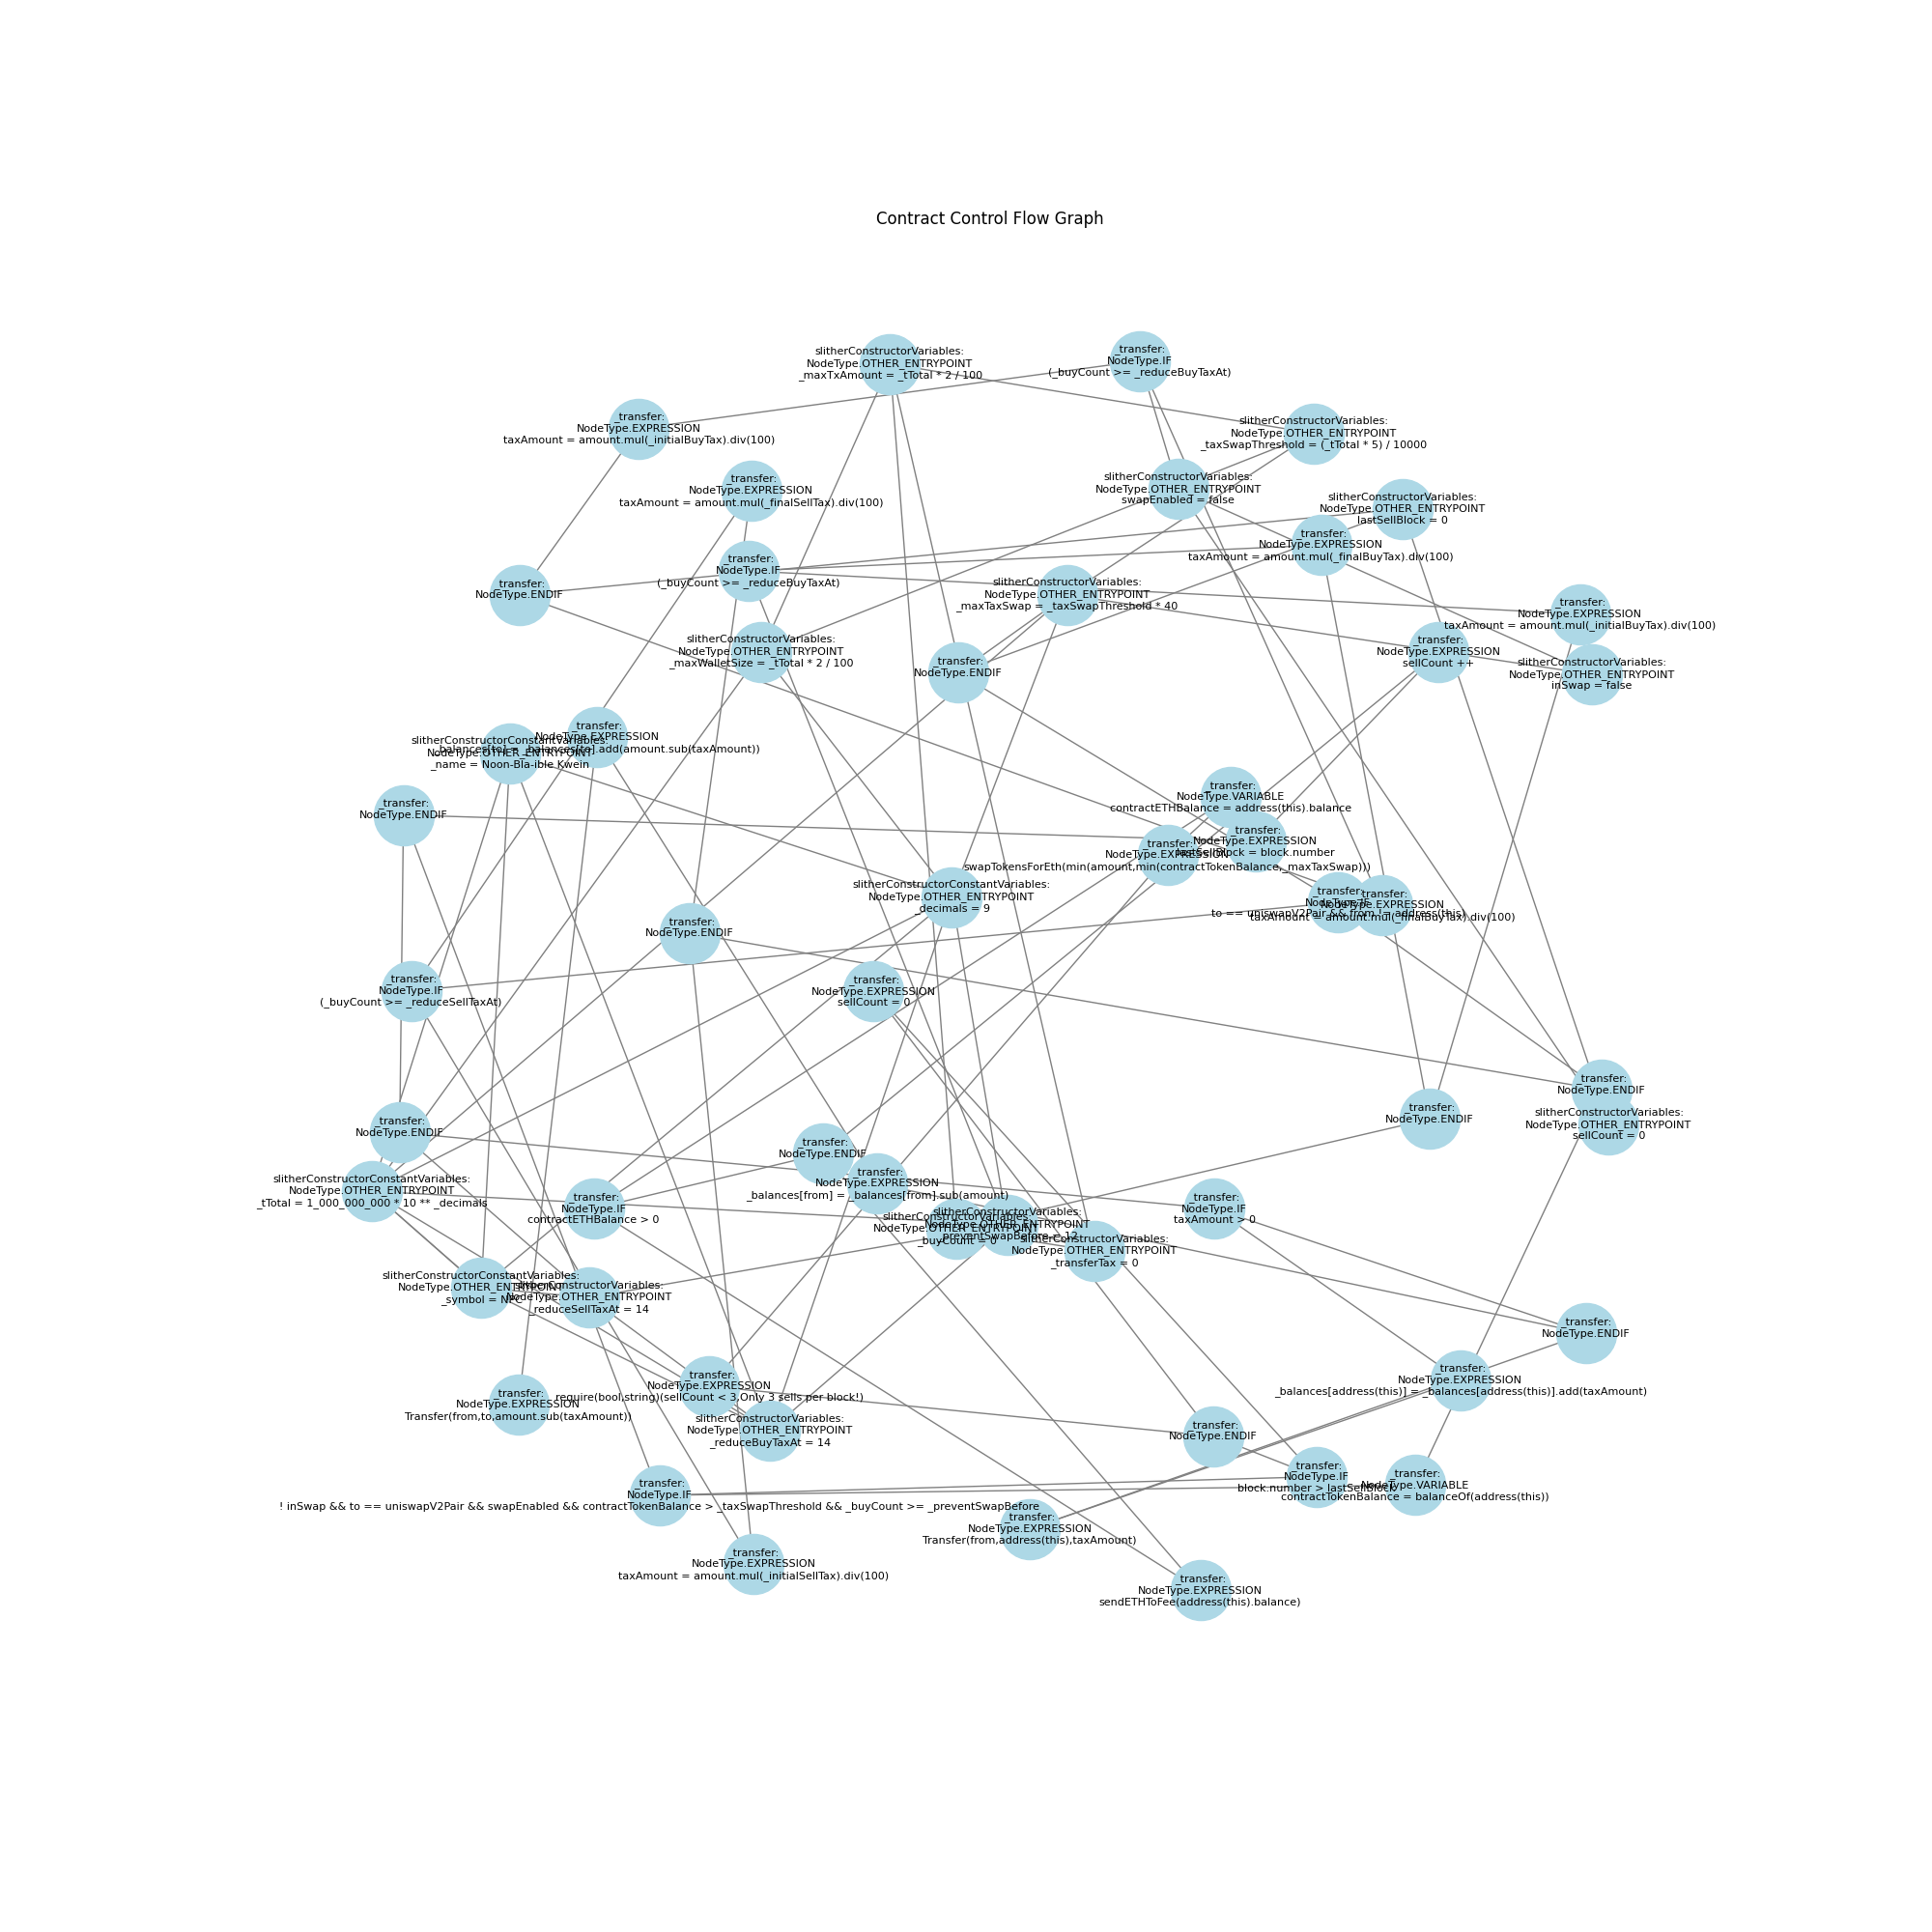 Contract Control Flow Graph
slitherConstructorVariables:
NodeType.OTHER_ENTRYPOINT
_maxTxAmount = _tTotal * 2 / 100
_transfer:
NodeType.IF
(_buyCount >= _reduceBuyTaxAt)
_transfer:
NodeType.EXPRESSION
taxAmount = amount.mul(_initialBuyTax).div(100)
slitherConstructorVariables:
NodeType.OTHER_ENTRYPOINT
_taxSwapThreshold = (_tTotal * 5) / 10000
_transfer:
NodeType.EXPRESSION
taxAmount = amount.mul(_finalSellTax).div(100)
slitherConstructorVariables:
NodeType.OTHER_ENTRYPOINT
swapEnabled = false
slitherConstructorVariables:
NodeType.OTHER_ENTRYPOINT
lastSellBlock = 0
_transfer:
NodeType.EXPRESSION
taxAmount = amount.mul(_finalBuyTax).div(100)
_transfer:
NodeType.IF
(_buyCount >= _reduceBuyTaxAt)
_transfer:
NodeType.ENDIF
slitherConstructorVariables:
NodeType.OTHER_ENTRYPOINT
_maxTaxSwap = _taxSwapThreshold * 40
_transfer:
NodeType.EXPRESSION
taxAmount = amount.mul(_initialBuyTax).div(100)
slitherConstructorVariables:
NodeType.OTHER_ENTRYPOINT
_maxWalletSize = _tTotal * 2 / 100
_transfer:
NodeType.EXPRESSION
sellCount ++
_transfer:
NodeType.ENDIF
slitherConstructorVariables:
NodeType.OTHER_ENTRYPOINT
inSwap = false
_transfer:
NodeType.EXPRESSION
_balances[to] = _balances[to].add(amount.sub(taxAmount))
slitherConstructorConstantVariables:
NodeType.OTHER_ENTRYPOINT
_name = Noon-Bla-ible Kwein
_transfer:
NodeType.VARIABLE
contractETHBalance = address(this).balance
_transfer:
NodeType.ENDIF
_transfer:
NodeType.EXPRESSION
lastSellBlock = block.number
_transfer:
NodeType.EXPRESSION
swapTokensForEth(min(amount,min(contractTokenBalance,_maxTaxSwap)))
slitherConstructorConstantVariables:
NodeType.OTHER_ENTRYPOINT
_decimals = 9
_transfer:
NodeType.IF
to == uniswapV2Pair && from != address(this)
_transfer:
NodeType.EXPRESSION
taxAmount = amount.mul(_finalBuyTax).div(100)
_transfer:
NodeType.ENDIF
_transfer:
NodeType.IF
(_buyCount >= _reduceSellTaxAt)
_transfer:
NodeType.EXPRESSION
sellCount = 0
_transfer:
NodeType.ENDIF
_transfer:
NodeType.ENDIF
slitherConstructorVariables:
NodeType.OTHER_ENTRYPOINT
sellCount = 0
_transfer:
NodeType.ENDIF
_transfer:
NodeType.ENDIF
slitherConstructorConstantVariables:
NodeType.OTHER_ENTRYPOINT
_tTotal = 1_000_000_000 * 10 ** _decimals
_transfer:
NodeType.EXPRESSION
_balances[from] = _balances[from].sub(amount)
_transfer:
NodeType.IF
contractETHBalance > 0
_transfer:
NodeType.IF
taxAmount > 0
slitherConstructorVariables:
NodeType.OTHER_ENTRYPOINT
_preventSwapBefore = 12
slitherConstructorVariables:
NodeType.OTHER_ENTRYPOINT
_buyCount = 0
slitherConstructorVariables:
NodeType.OTHER_ENTRYPOINT
_transferTax = 0
slitherConstructorConstantVariables:
NodeType.OTHER_ENTRYPOINT
_symbol = NPC
slitherConstructorVariables:
NodeType.OTHER_ENTRYPOINT
_reduceSellTaxAt = 14
_transfer:
NodeType.ENDIF
_transfer:
NodeType.EXPRESSION
_balances[address(this)] = _balances[address(this)].add(taxAmount)
_transfer:
NodeType.EXPRESSION
require(bool,string)(sellCount < 3,Only 3 sells per block!)
_transfer:
NodeType.EXPRESSION
Transfer(from,to,amount.sub(taxAmount))
slitherConstructorVariables:
NodeType.OTHER_ENTRYPOINT
_reduceBuyTaxAt = 14
_transfer:
NodeType.ENDIF
_transfer:
NodeType.IF
block.number > lastSellBlock
_transfer:
NodeType.VARIABLE
contractTokenBalance = balanceOf(address(this))
_transfer:
NodeType.IF
! inSwap && to == uniswapV2Pair && swapEnabled && contractTokenBalance > _taxSwapThreshold && _buyCount >= _preventSwapBefore
_transfer:
NodeType.EXPRESSION
Transfer(from,address(this),taxAmount)
_transfer:
NodeType.EXPRESSION
taxAmount = amount.mul(_initialSellTax).div(100)
_transfer:
NodeType.EXPRESSION
sendETHToFee(address(this).balance)